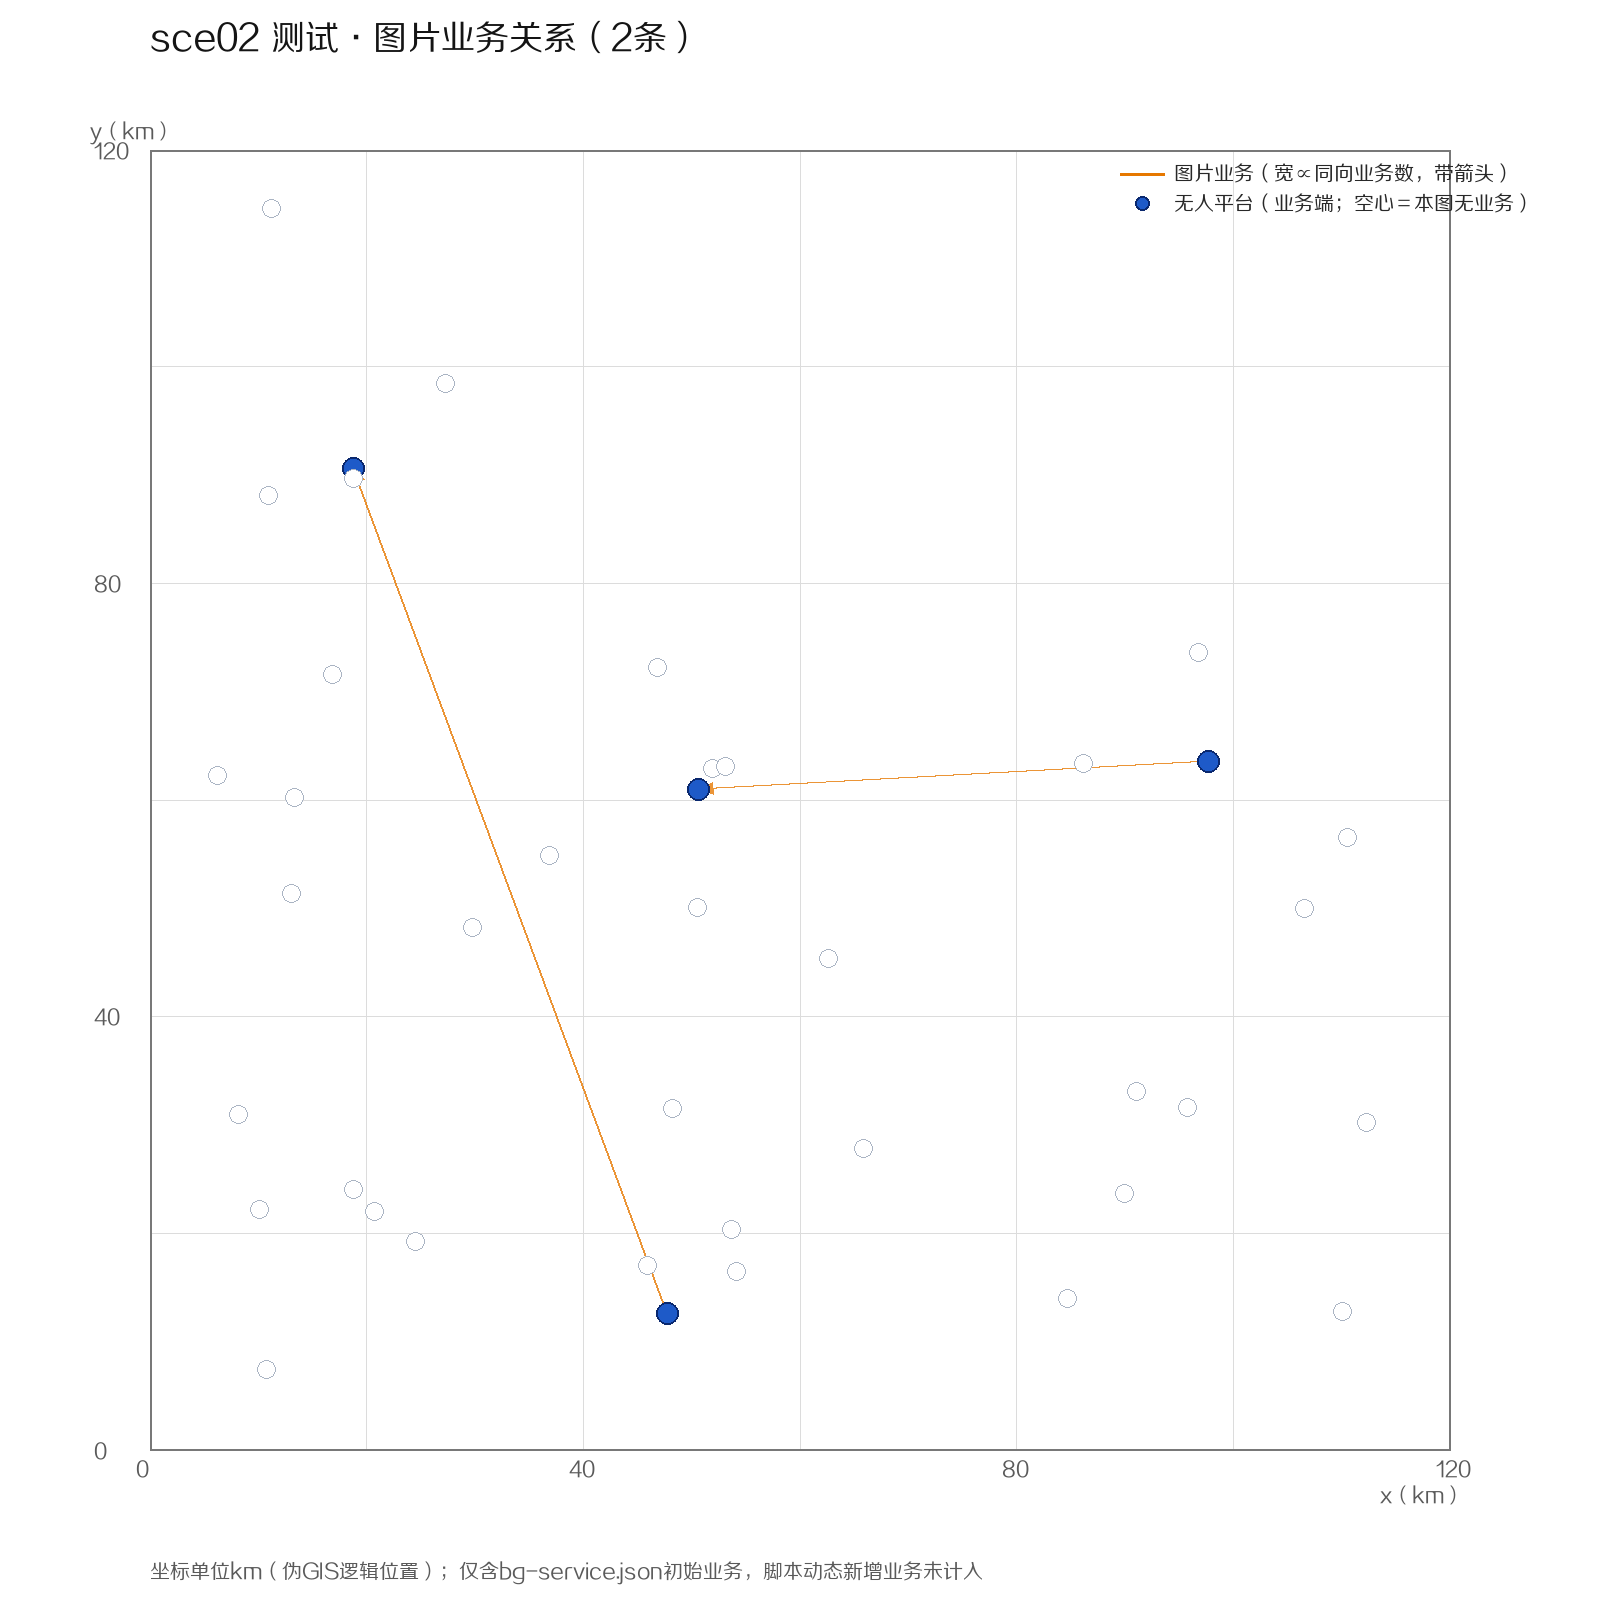 sce02 测试·图片业务关系（2条）
y（km）
120
图片业务（宽∝同向业务数，带箭头）
无人平台（业务端；空心＝本图无业务）
80
40
0
0
40
80
120
x（km）
坐标单位km（伪GIS逻辑位置）；仅含bg-service.json初始业务，脚本动态新增业务未计入